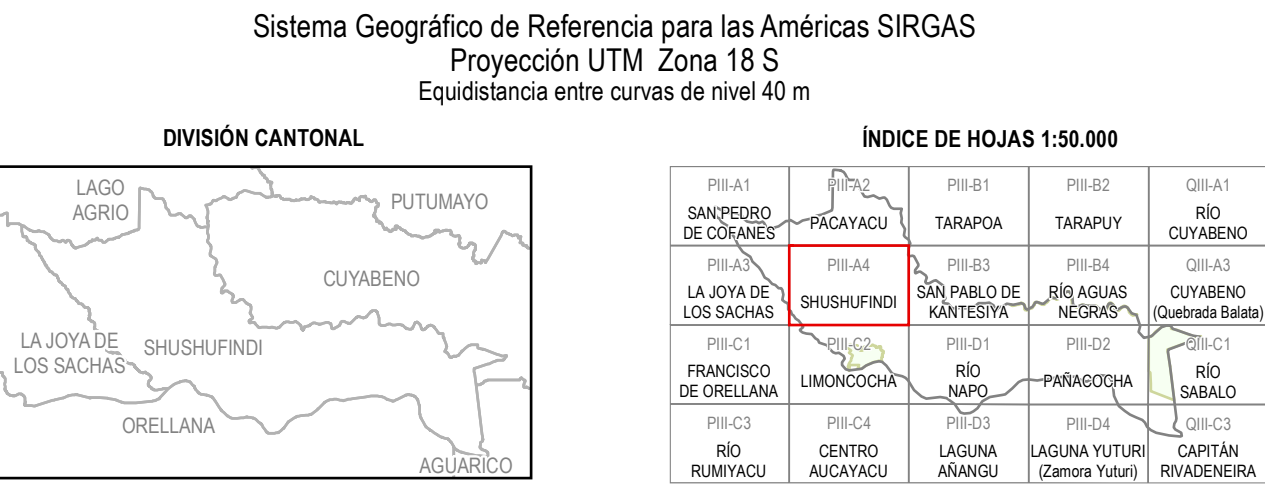 Sistema Geográfico de Referencia para las Américas SIRGAS
Proyección UTM Zona 18 S
Equidistancia entre curvas de nivel 40 m
DIVISIÓN CANTONAL
LAGO
AGRIO
PUTUMAYO
CUYABENO
LA JOYA DE
LOS SACHAS
SHUSHUFINDI
ORELLANA
AGUARICO
ÍNDICE DE HOJAS 1:50.000
PIII-A1
SAN PEDRO
DE COFANES
PIII-A2
PACAYACU
PIII-B1
TARAPOA
PIII-B2
TARAPUY
QIII-A1
RÍO
CUYABENO
PIII-A3
LA JOYA DE
LOS SACHAS
PIII-A4
SHUSHUFINDI
PIII-B3
SAN PABLO DE
KANTESIYA
PIII-B4
RÍO AGUAS
NEGRAS
QIII-A3
CUYABENO
(Quebrada Balata)
PIII-C1
FRANCISCO
DE ORELLANA
PIII-C2
LIMONCOCHA
PIII-D1
RÍO
NAPO
PIII-D2
PAÑACOCHA
QIII-C1
RÍO
SABALO
PIII-C3
RÍO
RUMIYACU
PIII-C4
CENTRO
AUCAYACU
PIII-D3
LAGUNA
AÑANGU
PIII-D4
LAGUNA YUTURI
(Zamora Yuturi)
QIII-C3
CAPITÁN
RIVADENEIRA